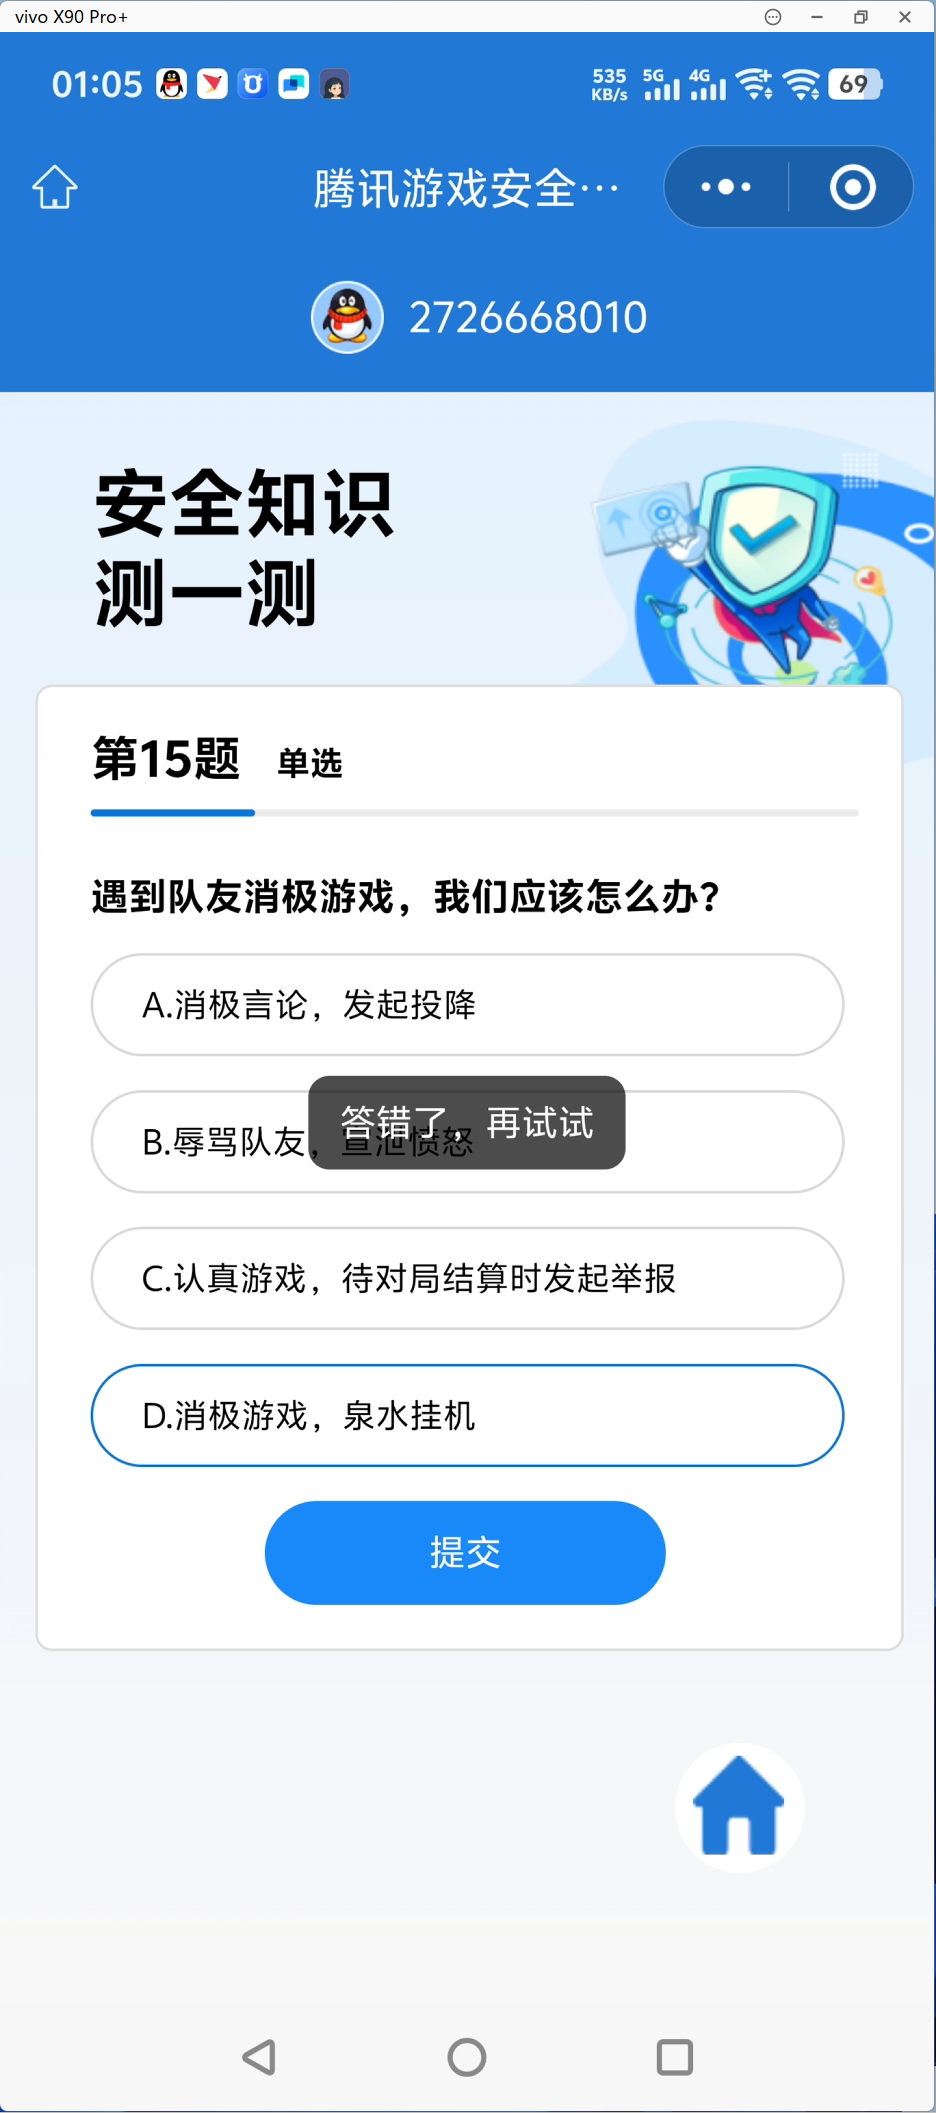 vivo X90 Pro+
01:05
535 KB/s 5G 4G 69
腾讯游戏安全…
2726668010
安全知识
测一测
第15题 单选
遇到队友消极游戏，我们应该怎么办？
A.消极言论，发起投降
答错了，再试试
B.辱骂队友，宣泄愤怒
C.认真游戏，待对局结算时发起举报
D.消极游戏，泉水挂机
提交